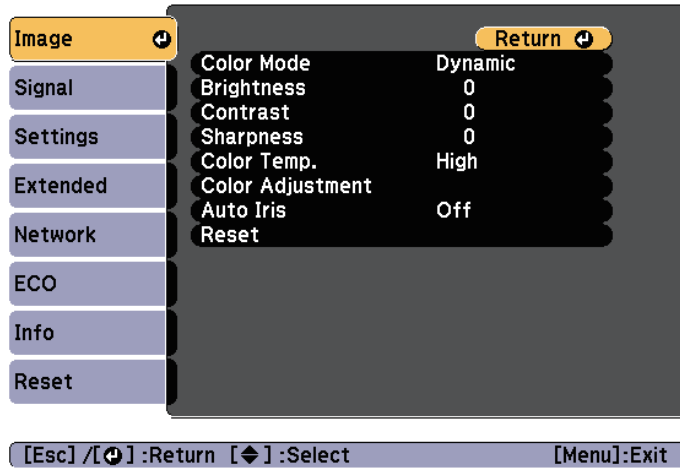 Image
Signal
Settings
Extended
Network
ECO
Info
Reset
Return
Color Mode Dynamic
Brightness 0
Contrast 0
Sharpness 0
Color Temp. High
Color Adjustment
Auto Iris Off
Reset
[Esc] /[ ] :Return [ ] :Select [Menu]:Exit